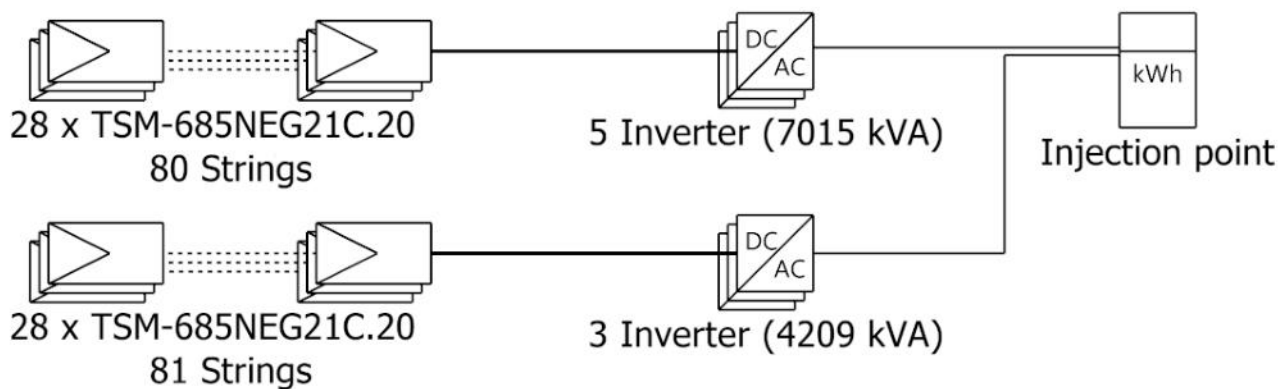 DC
AC
kWh
28 x TSM-685NEG21C.20
80 Strings
5 Inverter (7015 kVA)
Injection point
DC
AC
28 x TSM-685NEG21C.20
81 Strings
3 Inverter (4209 kVA)